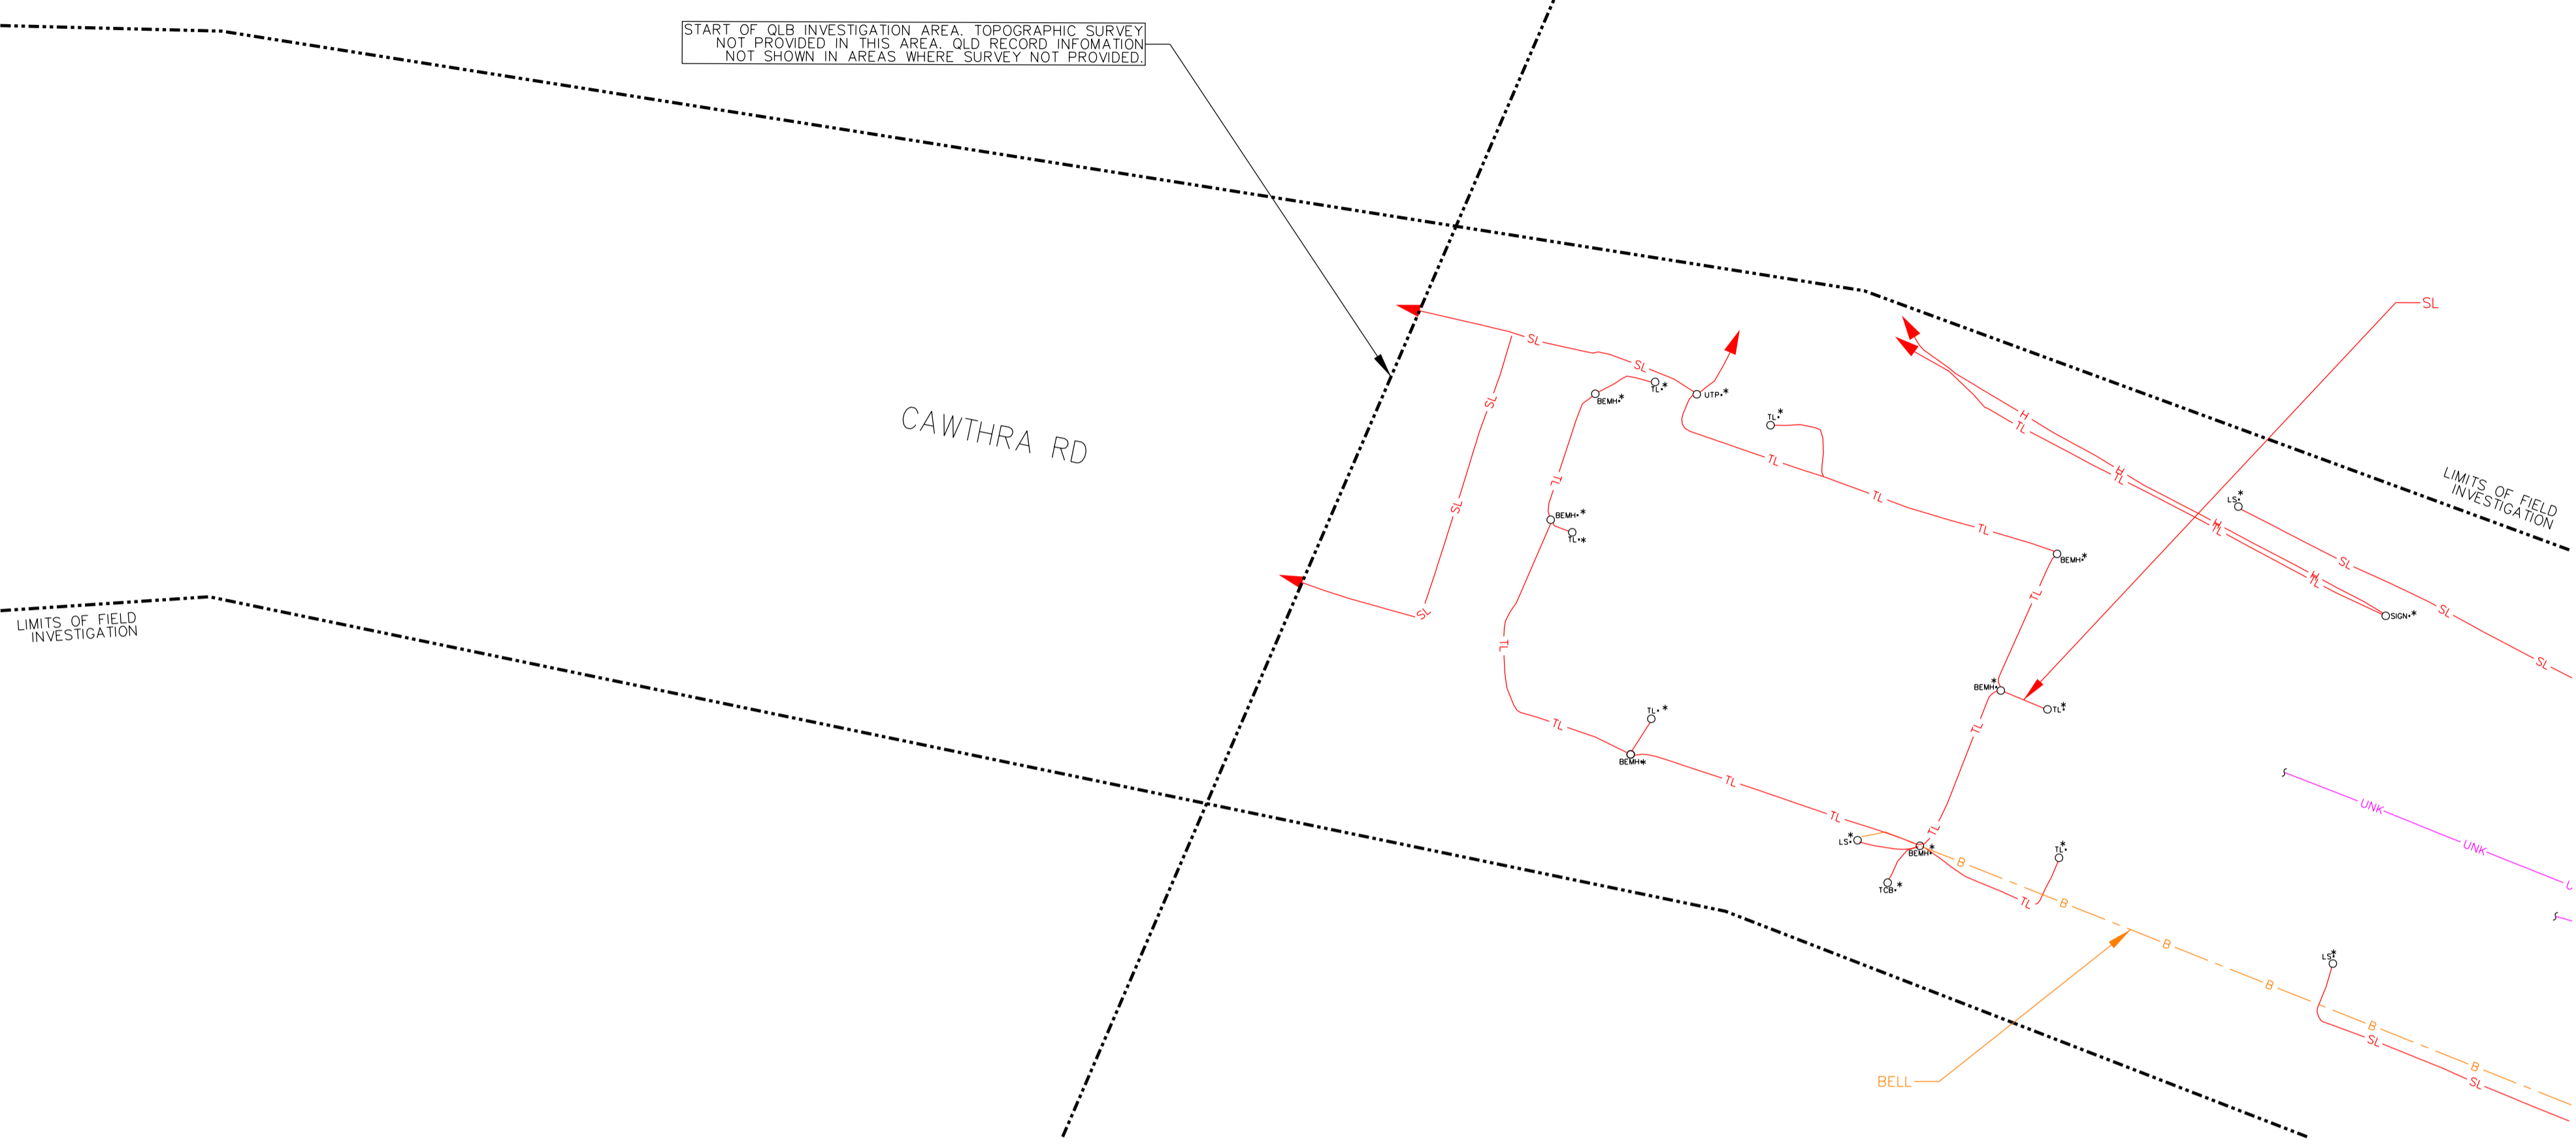 START OF QLB INVESTIGATION AREA. TOPOGRAPHIC SURVEY
NOT PROVIDED IN THIS AREA. QLD RECORD INFOMATION
NOT SHOWN IN AREAS WHERE SURVEY NOT PROVIDED.
SL
SL
SL
TL*
BEMH*
UTP*
SL
TL*
H
TL
CAWTHRA RD
TL
TL
H
TL
LIMITS OF FIELD
INVESTIGATION
LS*
SL
TL
BEMH*
TL*
TL
H
TL
BEMH*
SL
H
TL
TL
SL
SIGN*
SL
LIMITS OF FIELD
INVESTIGATION
TL
SL
BEMH*
TL*
TL*
TL
TL
BEMH*
TL
UNK
TL
TL
LS*
BEMH*
UNK
TL*
B
TCB*
TL
B
B
LS*
B
B
SL
B
SL
BELL